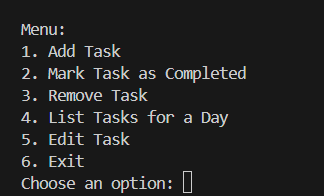 Menu:
1. Add Task
2. Mark Task as Completed
3. Remove Task
4. List Tasks for a Day
5. Edit Task
6. Exit
Choose an option: